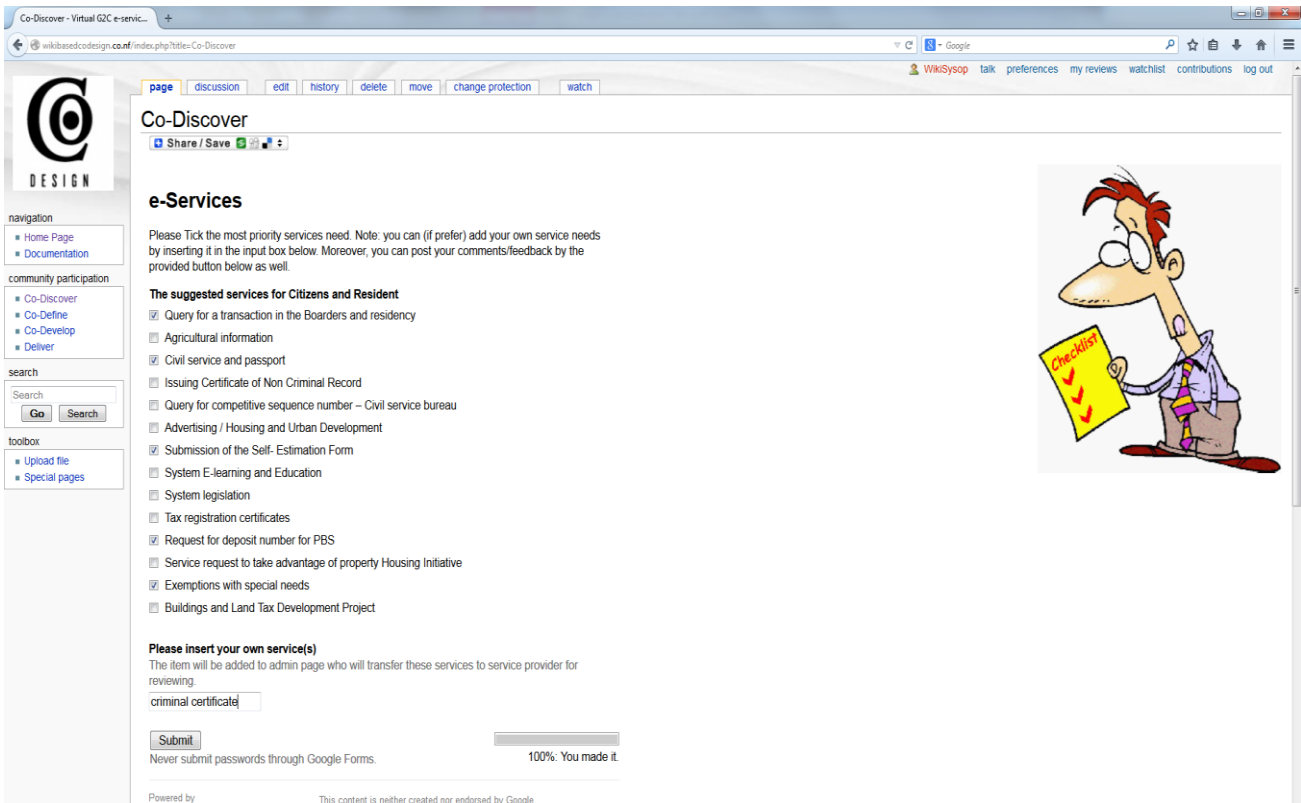 Co-Discover - Virtual G2C e-servic...
wikibasedcodesign.co.nf/index.php?title=Co-Discover
Google
WikiSysop talk preferences my reviews watchlist contributions log out
page discussion edit history delete move change protection watch
Co-Discover
Share / Save
CO
DESIGN
navigation
Home Page
Documentation
community participation
Co-Discover
Co-Define
Co-Develop
Deliver
search
Search
Go Search
toolbox
Upload file
Special pages
e-Services
Please Tick the most priority services need. Note: you can (if prefer) add your own service needs
by inserting it in the input box below. Moreover, you can post your comments/feedback by the
provided button below as well.
The suggested services for Citizens and Resident
Query for a transaction in the Boarders and residency
Agricultural information
Civil service and passport
Issuing Certificate of Non Criminal Record
Query for competitive sequence number – Civil service bureau
Advertising / Housing and Urban Development
Submission of the Self- Estimation Form
System E-learning and Education
System legislation
Tax registration certificates
Request for deposit number for PBS
Service request to take advantage of property Housing Initiative
Exemptions with special needs
Buildings and Land Tax Development Project
Please insert your own service(s)
The item will be added to admin page who will transfer these services to service provider for
reviewing.
criminal certificate
Submit
100%: You made it.
Never submit passwords through Google Forms.
Powered by
This content is neither created nor endorsed by Google.
Checklist